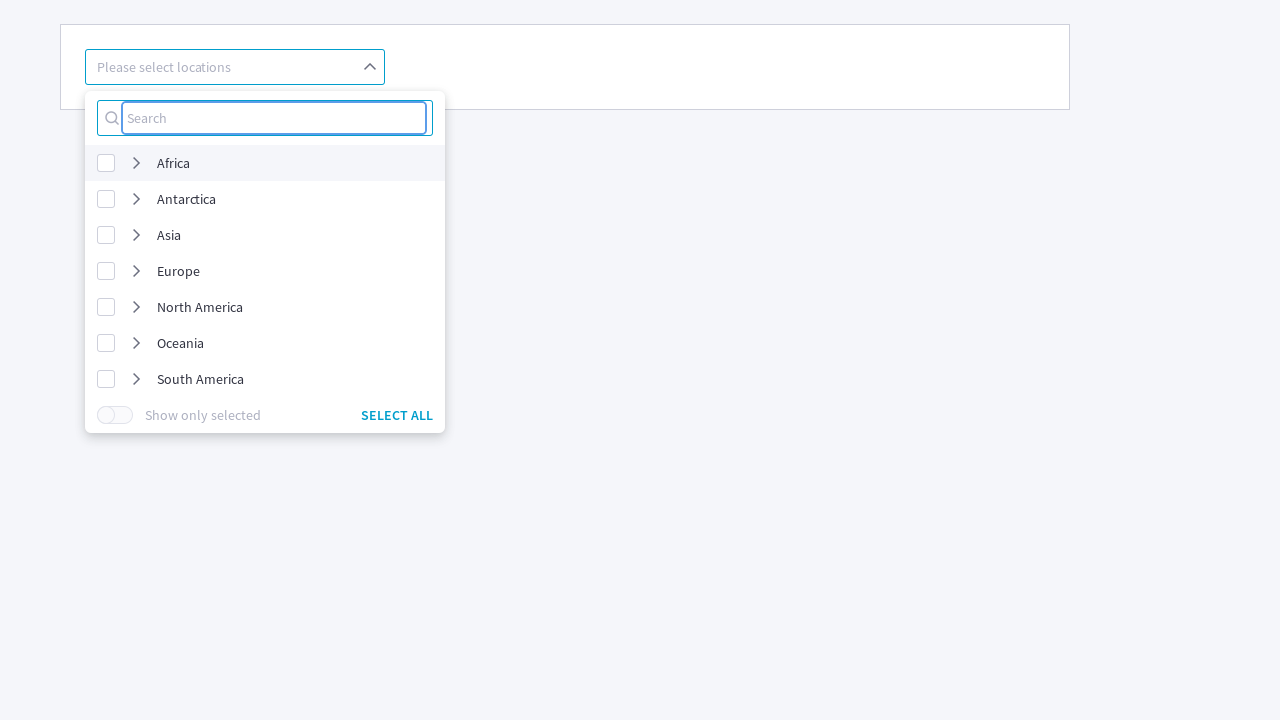 Please select locations
Search
Africa
Antarctica
Asia
Europe
North America
Oceania
South America
Show only selected SELECT ALL